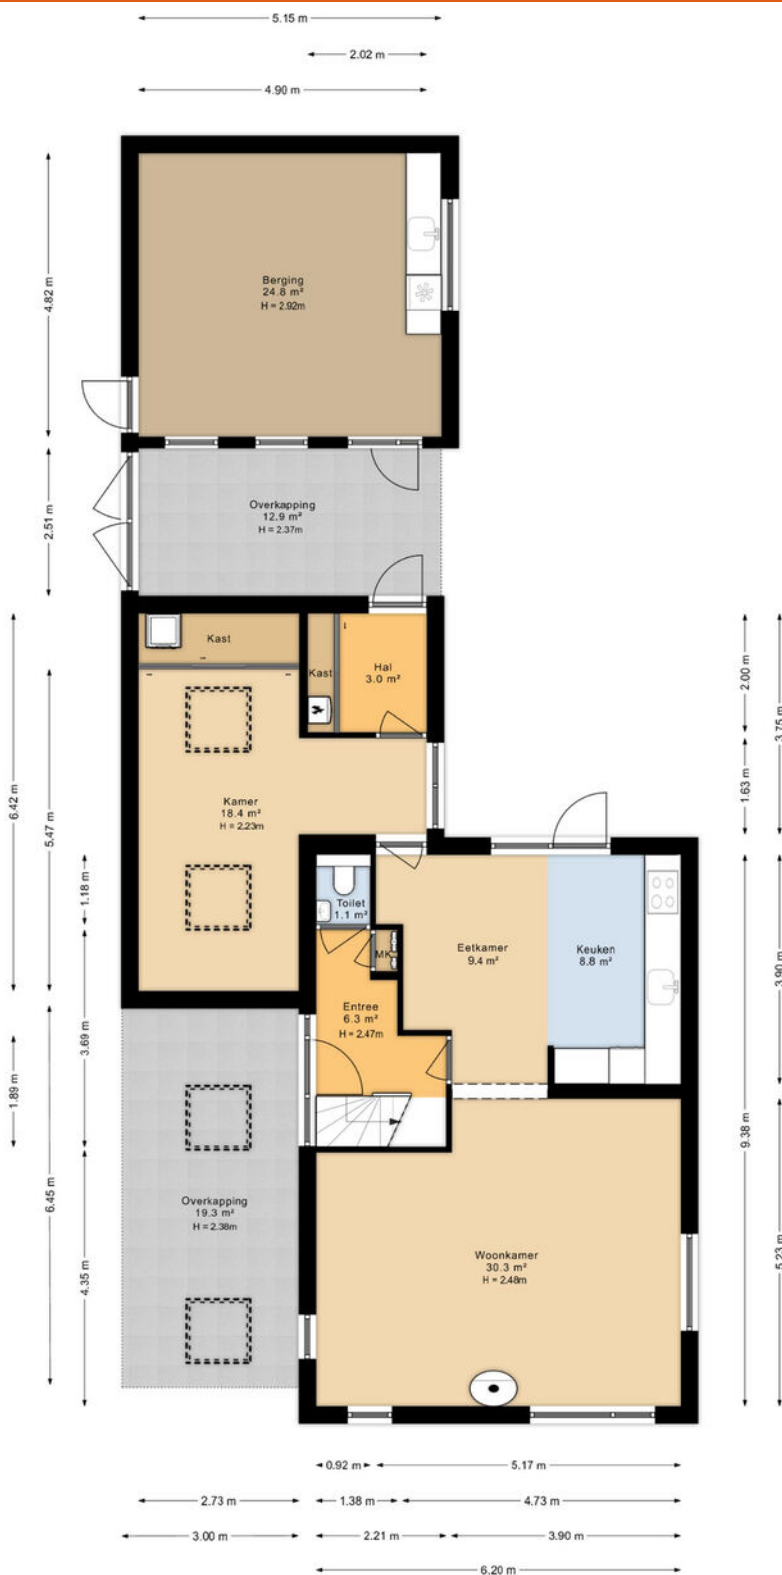 5.15 m
2.02 m
4.90 m
4.82 m
Berging
24.8 m²
H = 2.92m
2.51 m
Overkapping
12.9 m²
H = 2.37m
Kast
Kast
Hal
3.0 m²
2.00 m
3.75 m
1.63 m
6.42 m
5.47 m
Kamer
18.4 m²
H = 2.23m
1.18 m
Toilet
1.1 m²
MK
Eetkamer
9.4 m²
Keuken
8.8 m²
3.90 m
Entree
6.3 m²
H = 2.47m
3.69 m
1.89 m
9.38 m
6.45 m
Overkapping
19.3 m²
H = 2.38m
4.35 m
Woonkamer
30.3 m²
H = 2.48m
5.23 m
0.92 m
5.17 m
2.73 m
1.38 m
4.73 m
3.00 m
2.21 m
3.90 m
6.20 m